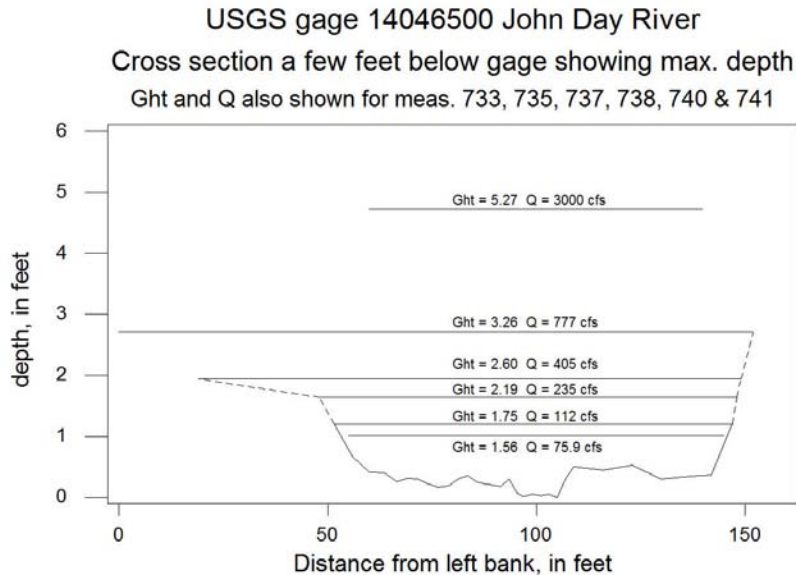 USGS gage 14046500 John Day River
Cross section a few feet below gage showing max. depth
Ght and Q also shown for meas. 733, 735, 737, 738, 740 & 741
6
5
4
3
2
1
0
depth, in feet
Ght = 5.27 Q = 3000 cfs
Ght = 3.26 Q = 777 cfs
Ght = 2.60 Q = 405 cfs
Ght = 2.19 Q = 235 cfs
Ght = 1.75 Q = 112 cfs
Ght = 1.56 Q = 75.9 cfs
0 50 100 150
Distance from left bank, in feet